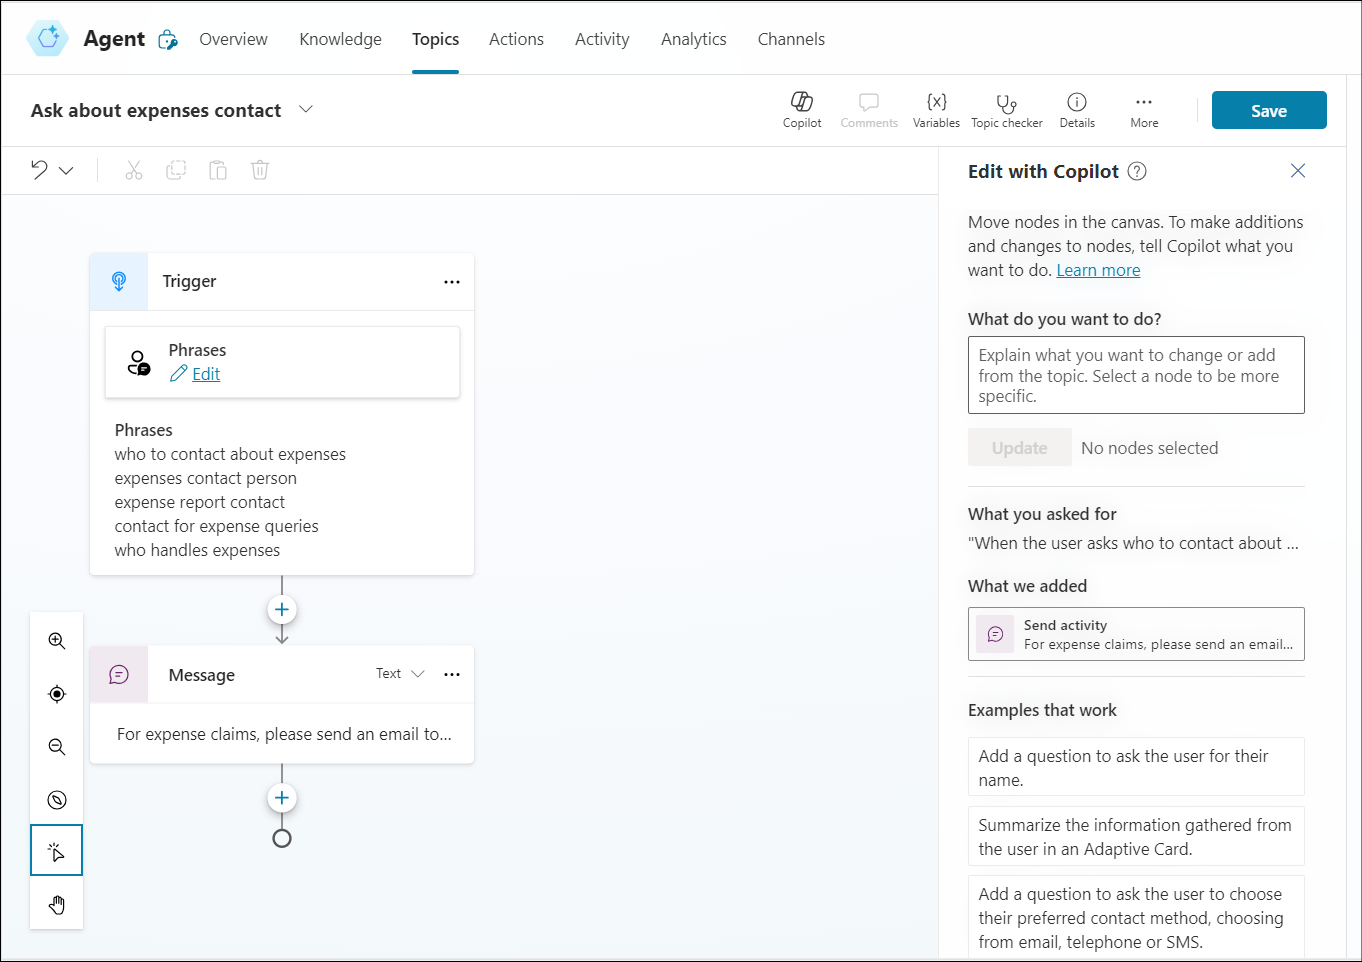 Agent
Overview
Knowledge
Topics
Actions
Activity
Analytics
Channels
Ask about expenses contact
Copilot
Comments
{x}
Variables
Topic checker
Details
More
Save
Edit with Copilot
Move nodes in the canvas. To make additions
and changes to nodes, tell Copilot what you
want to do. Learn more
What do you want to do?
Explain what you want to change or add
from the topic. Select a node to be more
specific.
Update
No nodes selected
What you asked for
"When the user asks who to contact about ...
What we added
Send activity
For expense claims, please send an email...
Examples that work
Add a question to ask the user for their
name.
Summarize the information gathered from
the user in an Adaptive Card.
Add a question to ask the user to choose
their preferred contact method, choosing
from email, telephone or SMS.
Trigger
Phrases
Edit
Phrases
who to contact about expenses
expenses contact person
expense report contact
contact for expense queries
who handles expenses
Message
Text
For expense claims, please send an email to...